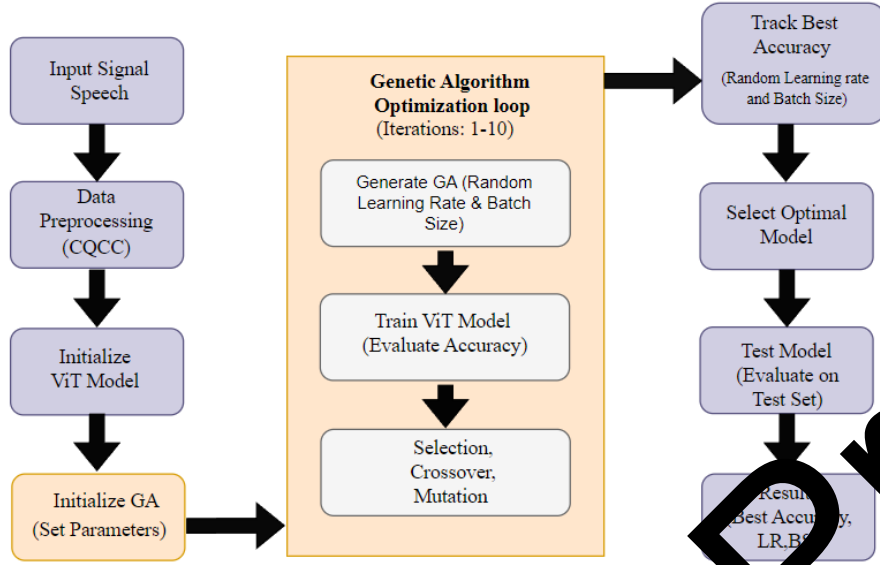 Input Signal
Speech
Data
Preprocessing
(CQCC)
Initialize
ViT Model
Initialize GA
(Set Parameters)
Genetic Algorithm
Optimization loop
(Iterations: 1-10)
Generate GA (Random
Learning Rate & Batch
Size)
Train ViT Model
(Evaluate Accuracy)
Selection,
Crossover,
Mutation
Track Best
Accuracy
(Random Learning rate
and Batch Size)
Select Optimal
Model
Test Model
(Evaluate on
Test Set)
(Best Accuracy,